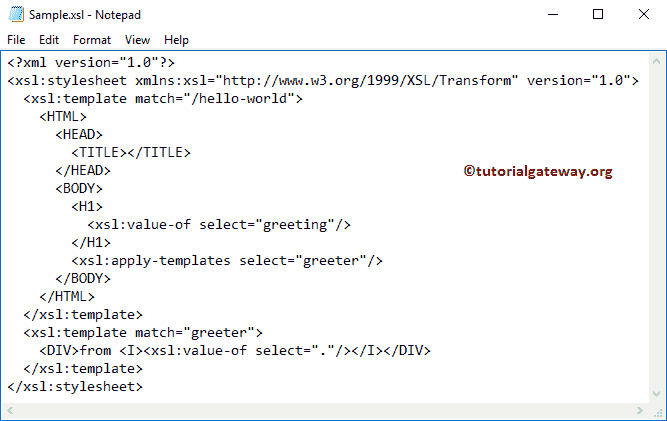 Sample.xsl - Notepad
File Edit Format View Help
<?xml version="1.0"?>
<xsl:stylesheet xmlns:xsl="http://www.w3.org/1999/XSL/Transform" version="1.0">
  <xsl:template match="/hello-world">
    <HTML>
      <HEAD>
        <TITLE></TITLE>
      </HEAD>
      <BODY>
        <H1>
          <xsl:value-of select="greeting"/>
        </H1>
        <xsl:apply-templates select="greeter"/>
      </BODY>
    </HTML>
  </xsl:template>
  <xsl:template match="greeter">
    <DIV>from <I><xsl:value-of select="."/></I></DIV>
  </xsl:template>
</xsl:stylesheet>
©tutorialgateway.org